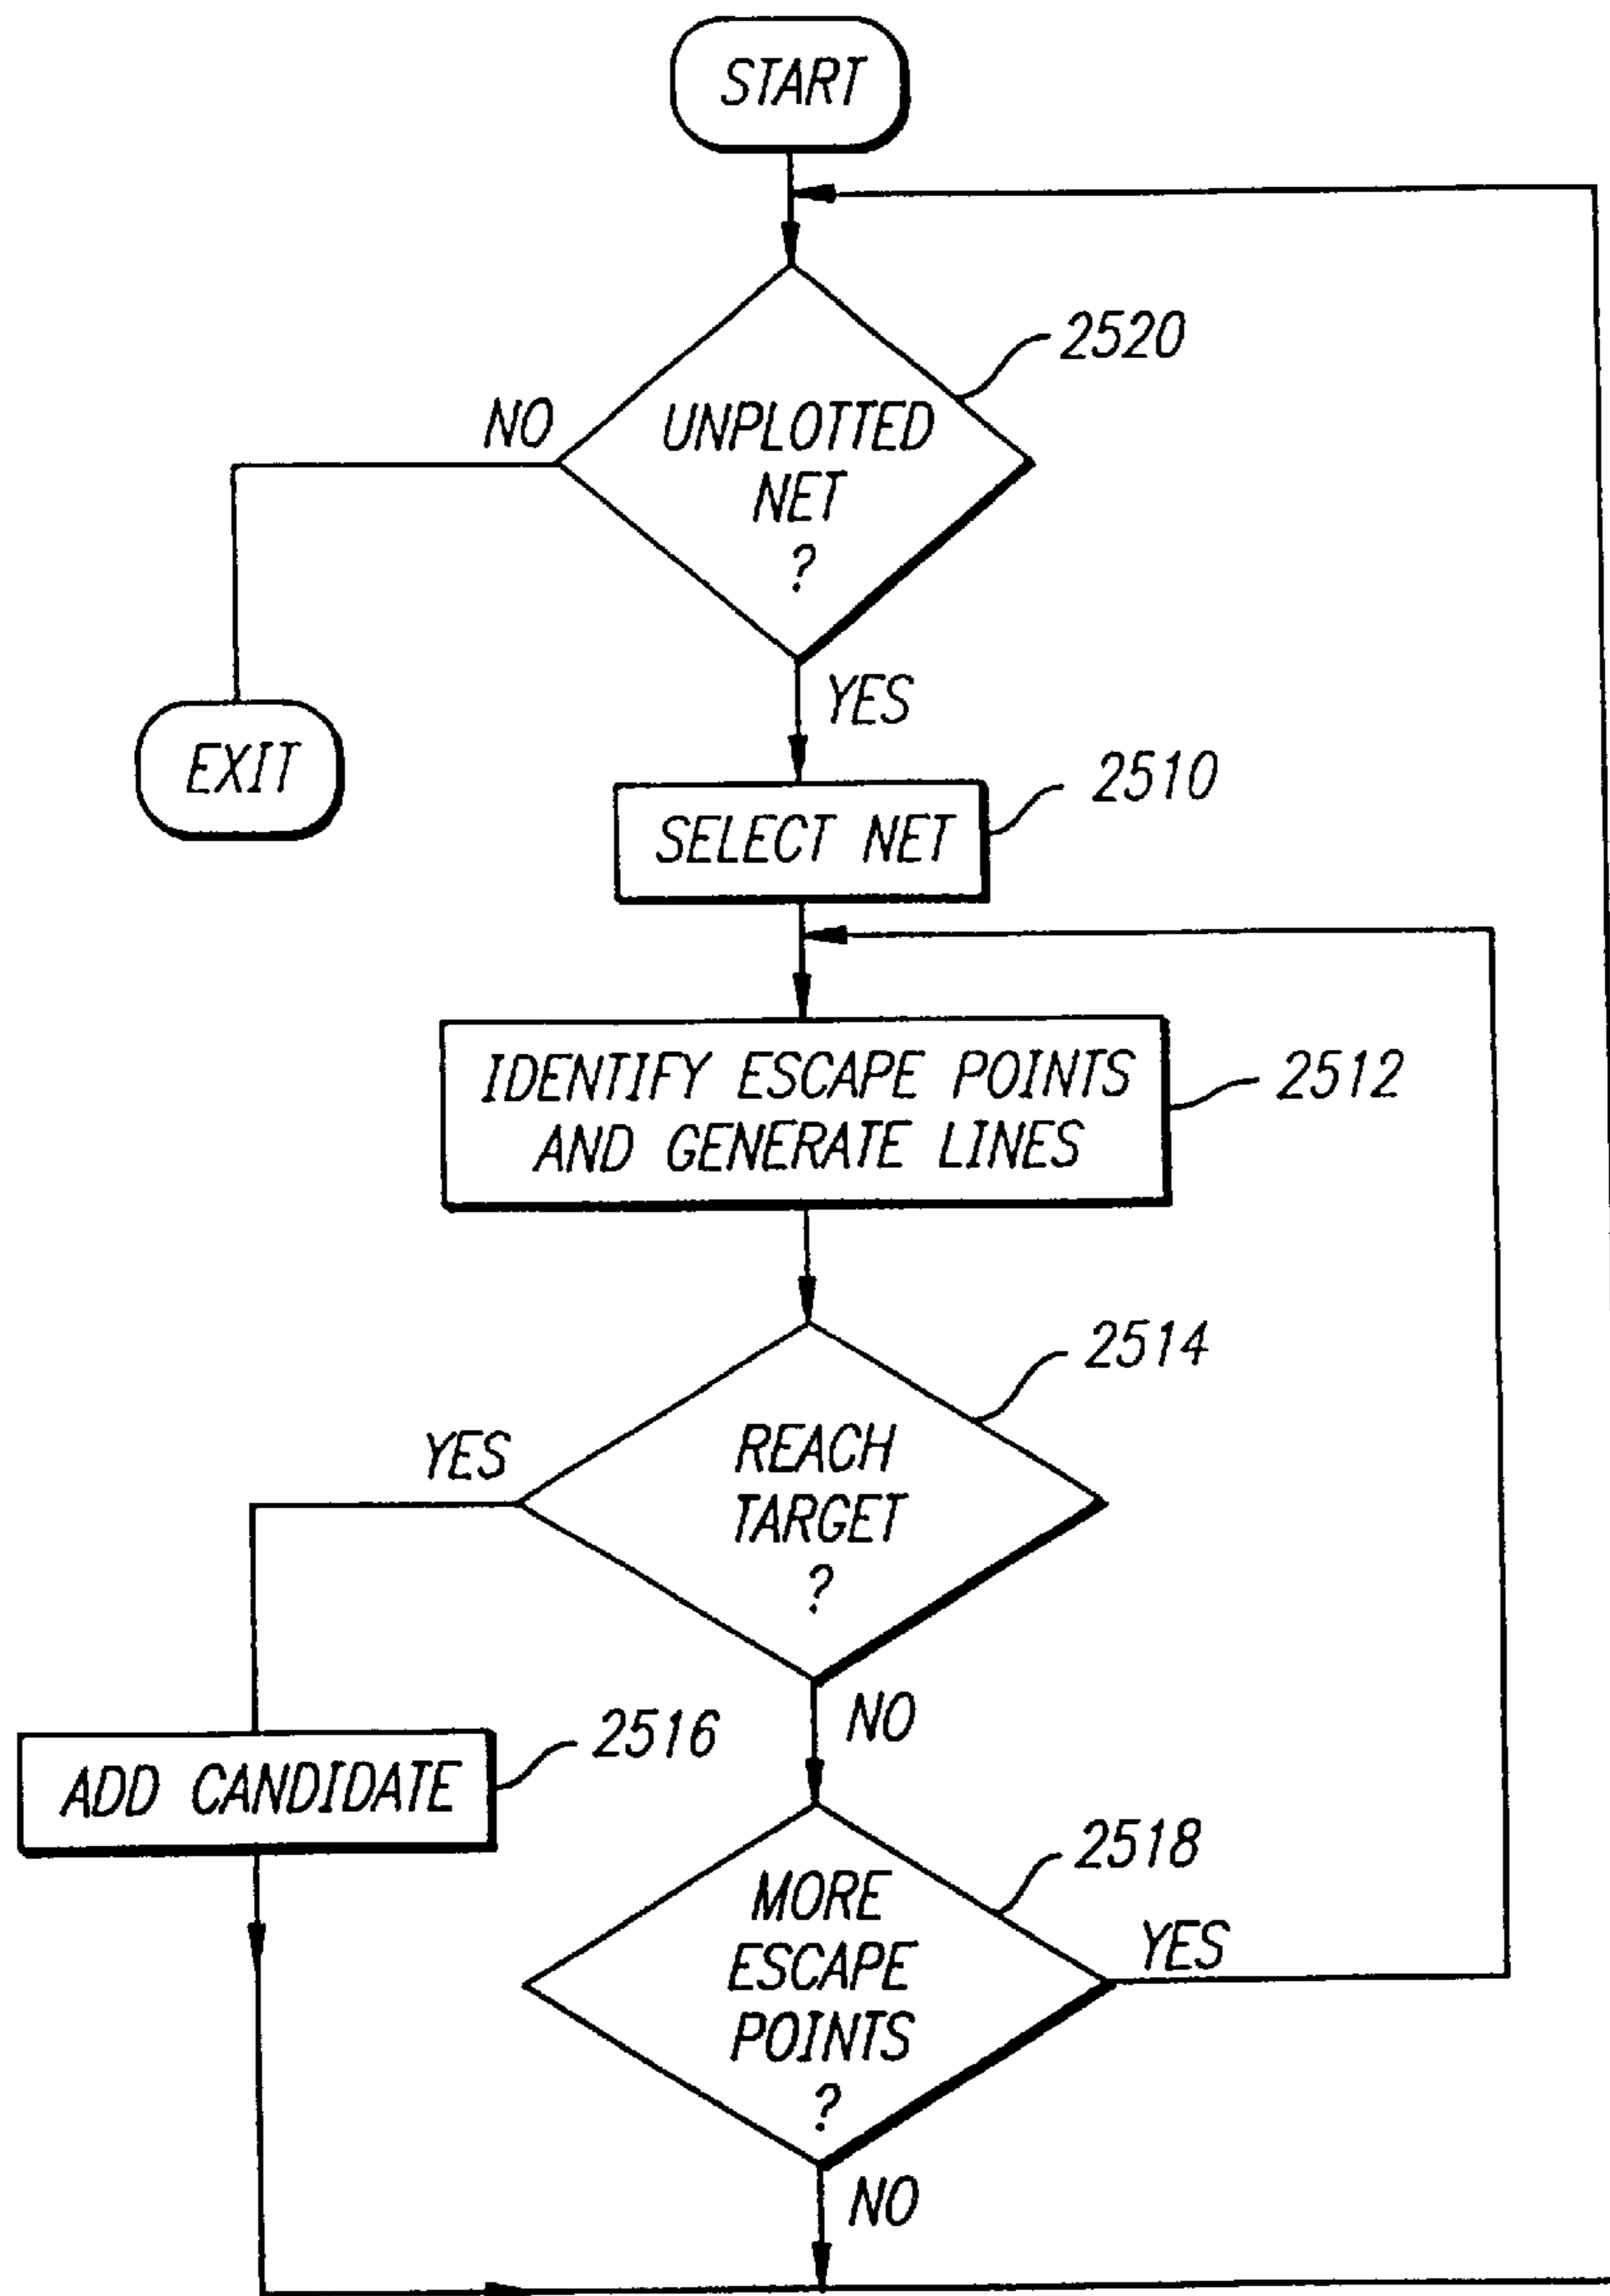 START
2520
NO
UNPLOTTED
NET
?
YES
EXIT
2510
SELECT NET
IDENTIFY ESCAPE POINTS
AND GENERATE LINES
2512
2514
YES
REACH
TARGET
?
NO
2516
ADD CANDIDATE
2518
MORE
ESCAPE
POINTS
?
YES
NO